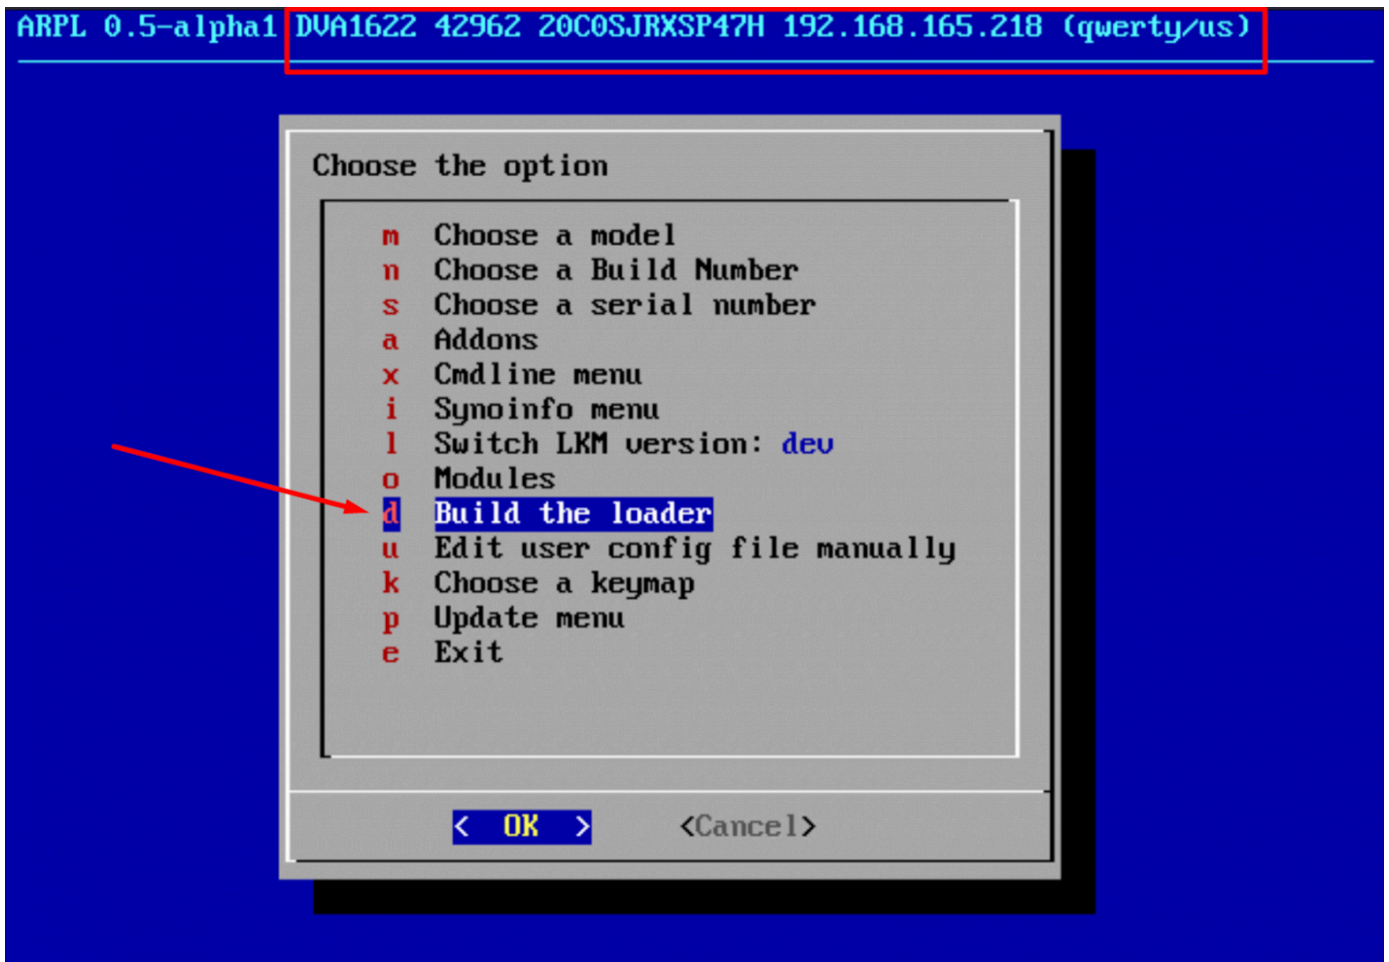 ARPL 0.5-alpha1 DVA1622 42962 20C0SJRXSP47H 192.168.165.218 (qwerty/us)
Choose the option
m Choose a model
n Choose a Build Number
s Choose a serial number
a Addons
x Cmdline menu
i Synoinfo menu
l Switch LKM version: dev
o Modules
d Build the loader
u Edit user config file manually
k Choose a keymap
p Update menu
e Exit
< OK > <Cancel>